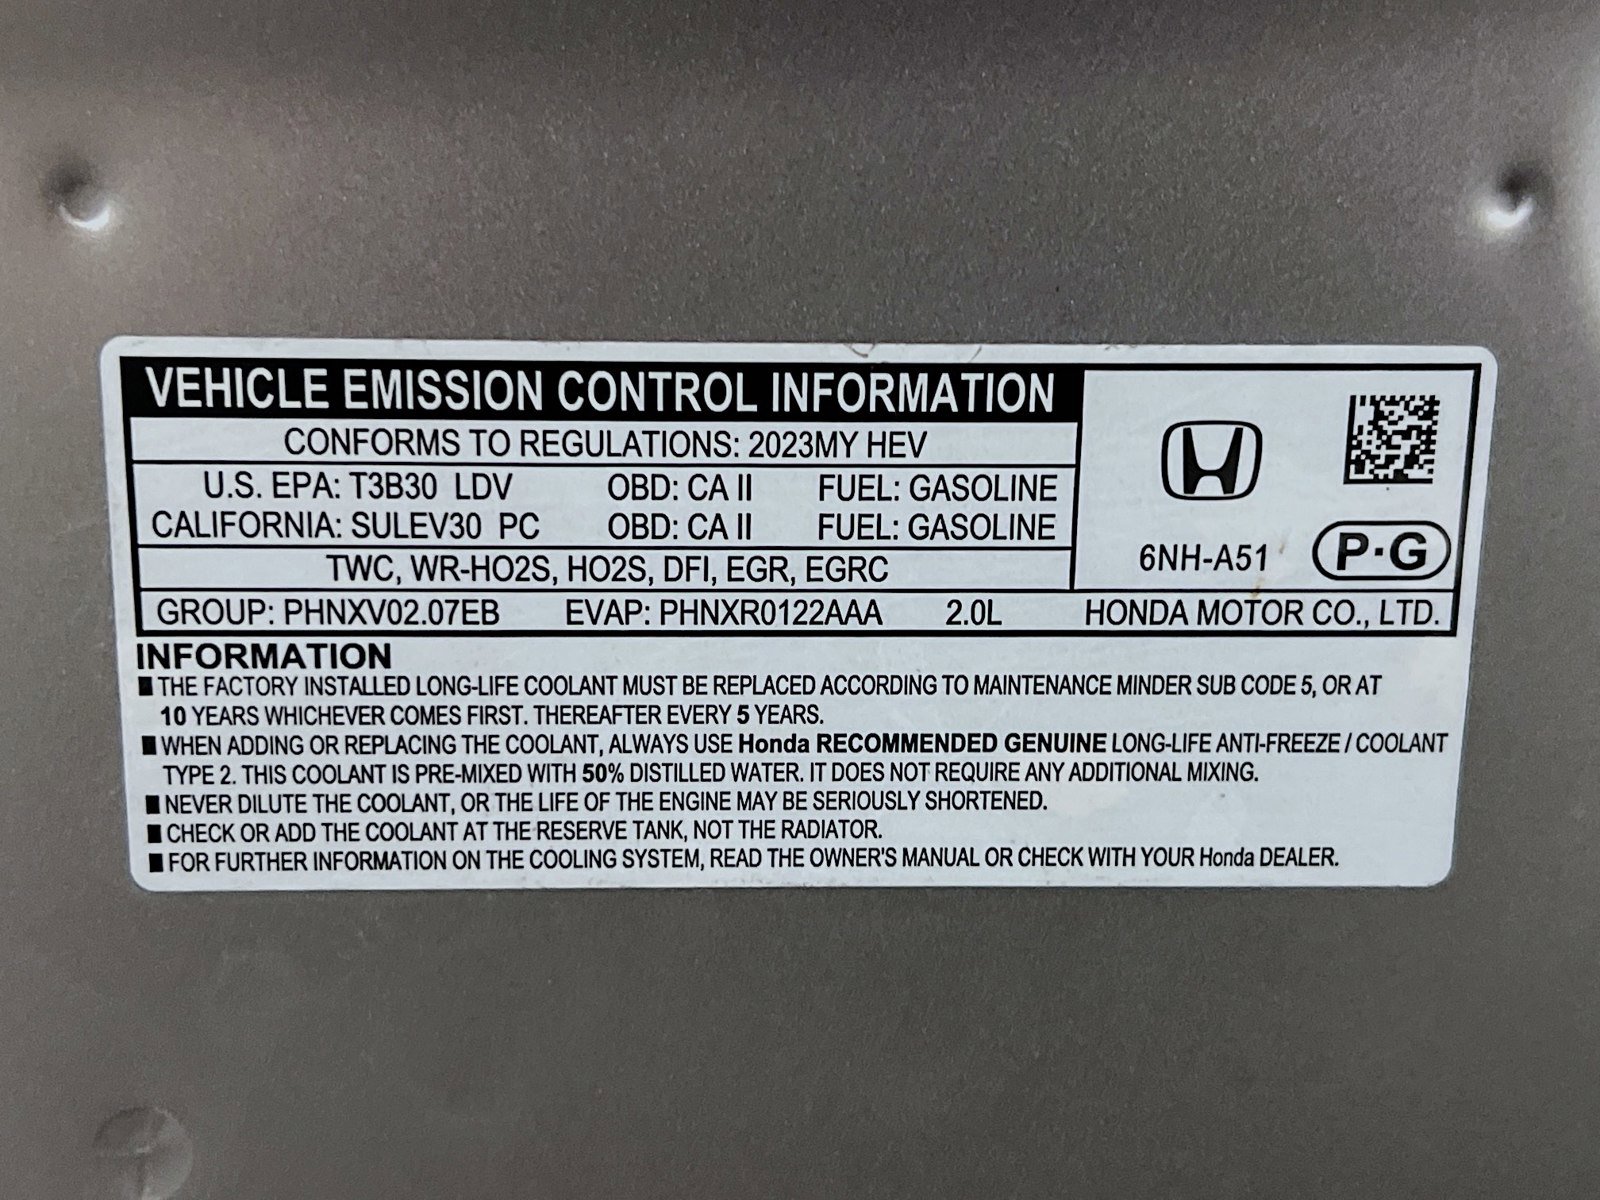 VEHICLE EMISSION CONTROL INFORMATION
CONFORMS TO REGULATIONS: 2023MY HEV
U.S. EPA: T3B30 LDV OBD: CA II FUEL: GASOLINE
CALIFORNIA: SULEV30 PC OBD: CA II FUEL: GASOLINE
TWC, WR-HO2S, HO2S, DFI, EGR, EGRC
6NH-A51 P·G
GROUP: PHNXV02.07EB EVAP: PHNXR0122AAA 2.0L HONDA MOTOR CO., LTD.
INFORMATION
■ THE FACTORY INSTALLED LONG-LIFE COOLANT MUST BE REPLACED ACCORDING TO MAINTENANCE MINDER SUB CODE 5, OR AT
10 YEARS WHICHEVER COMES FIRST. THEREAFTER EVERY 5 YEARS.
■ WHEN ADDING OR REPLACING THE COOLANT, ALWAYS USE Honda RECOMMENDED GENUINE LONG-LIFE ANTI-FREEZE / COOLANT
TYPE 2. THIS COOLANT IS PRE-MIXED WITH 50% DISTILLED WATER. IT DOES NOT REQUIRE ANY ADDITIONAL MIXING.
■ NEVER DILUTE THE COOLANT, OR THE LIFE OF THE ENGINE MAY BE SERIOUSLY SHORTENED.
■ CHECK OR ADD THE COOLANT AT THE RESERVE TANK, NOT THE RADIATOR.
■ FOR FURTHER INFORMATION ON THE COOLING SYSTEM, READ THE OWNER'S MANUAL OR CHECK WITH YOUR Honda DEALER.